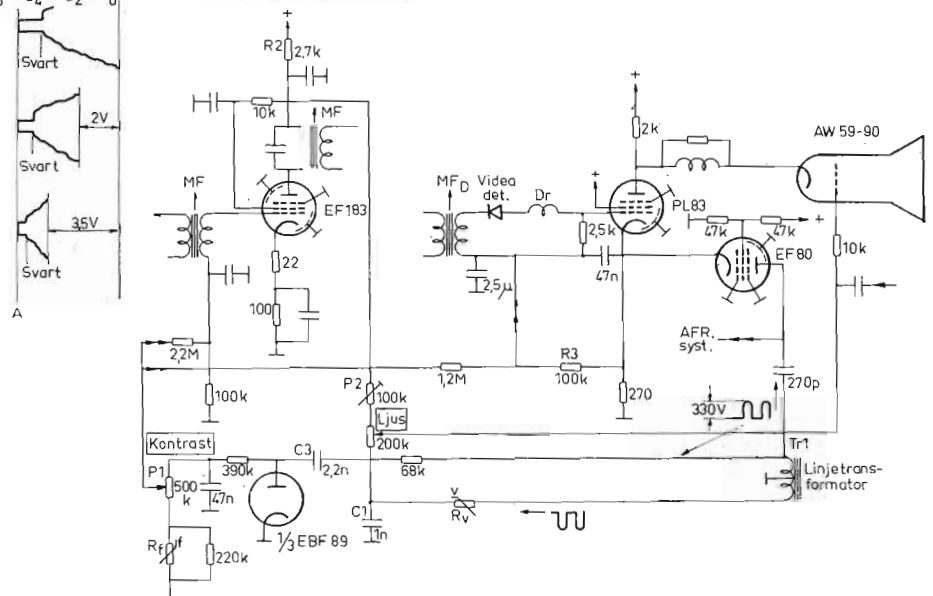 -4 -2 0
Svart
2V
Svart
3,5V
Svart
A
+
R2 2,7k
10k
MF
MF
EF183
22
100
2,2M
100k
Kontrast
P1
500 k
47n
390k
C3
2,2n
1/3 EBF 89
Rf f
220k
P2
100k
Ljus
200k
68k
C1
1n
V
Rv
MF D
Video det.
Dr
2,5k
47n
2,5μ
1,2M
R3
100k
270
+
2k
+
PL83
47k
47k
+
EF80
AW 59-90
10k
AFR. syst.
270p
330V
Tr1
Linjetrans-
formator